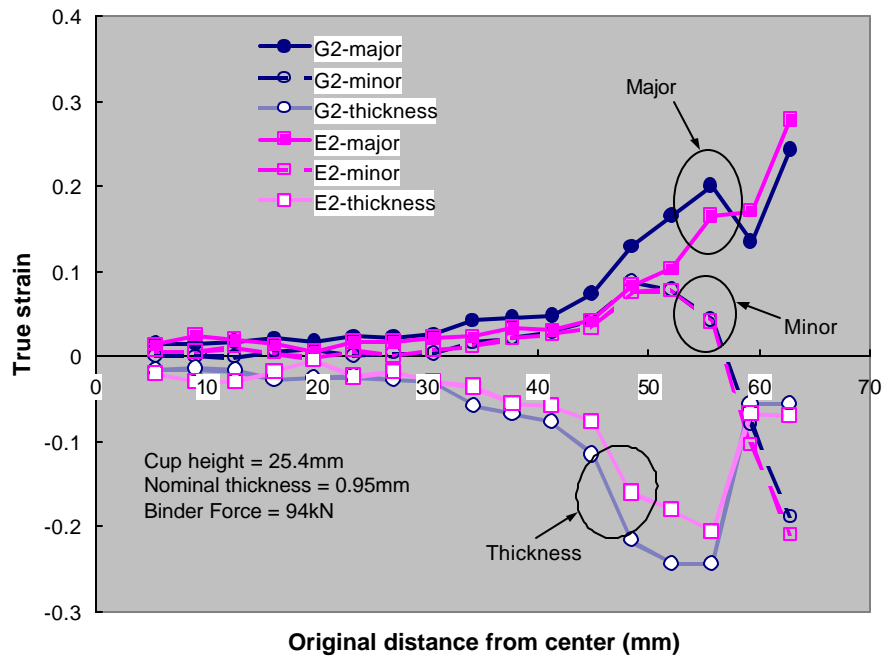 0.4
0.3
0.2
0.1
0
-0.1
-0.2
-0.3
True strain
G2-major
G2-minor
G2-thickness
E2-major
E2-minor
E2-thickness
Major
Minor
0 10 20 30 40 50 60 70
Cup height = 25.4mm
Nominal thickness = 0.95mm
Binder Force = 94kN
Thickness
Original distance from center (mm)